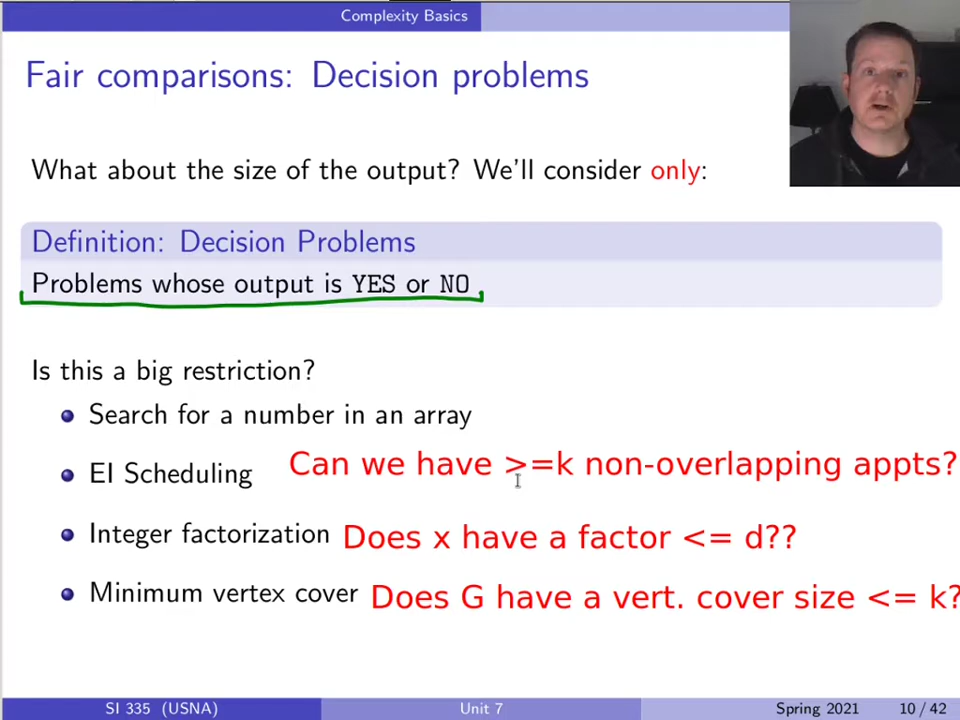 Complexity Basics
Fair comparisons: Decision problems
What about the size of the output? We'll consider only:
Definition: Decision Problems
Problems whose output is YES or NO
Is this a big restriction?
Search for a number in an array
EI Scheduling Can we have >=k non-overlapping appts?
Integer factorization Does x have a factor <= d??
Minimum vertex cover Does G have a vert. cover size <= k?
SI 335 (USNA) Unit 7 Spring 2021 10 / 42